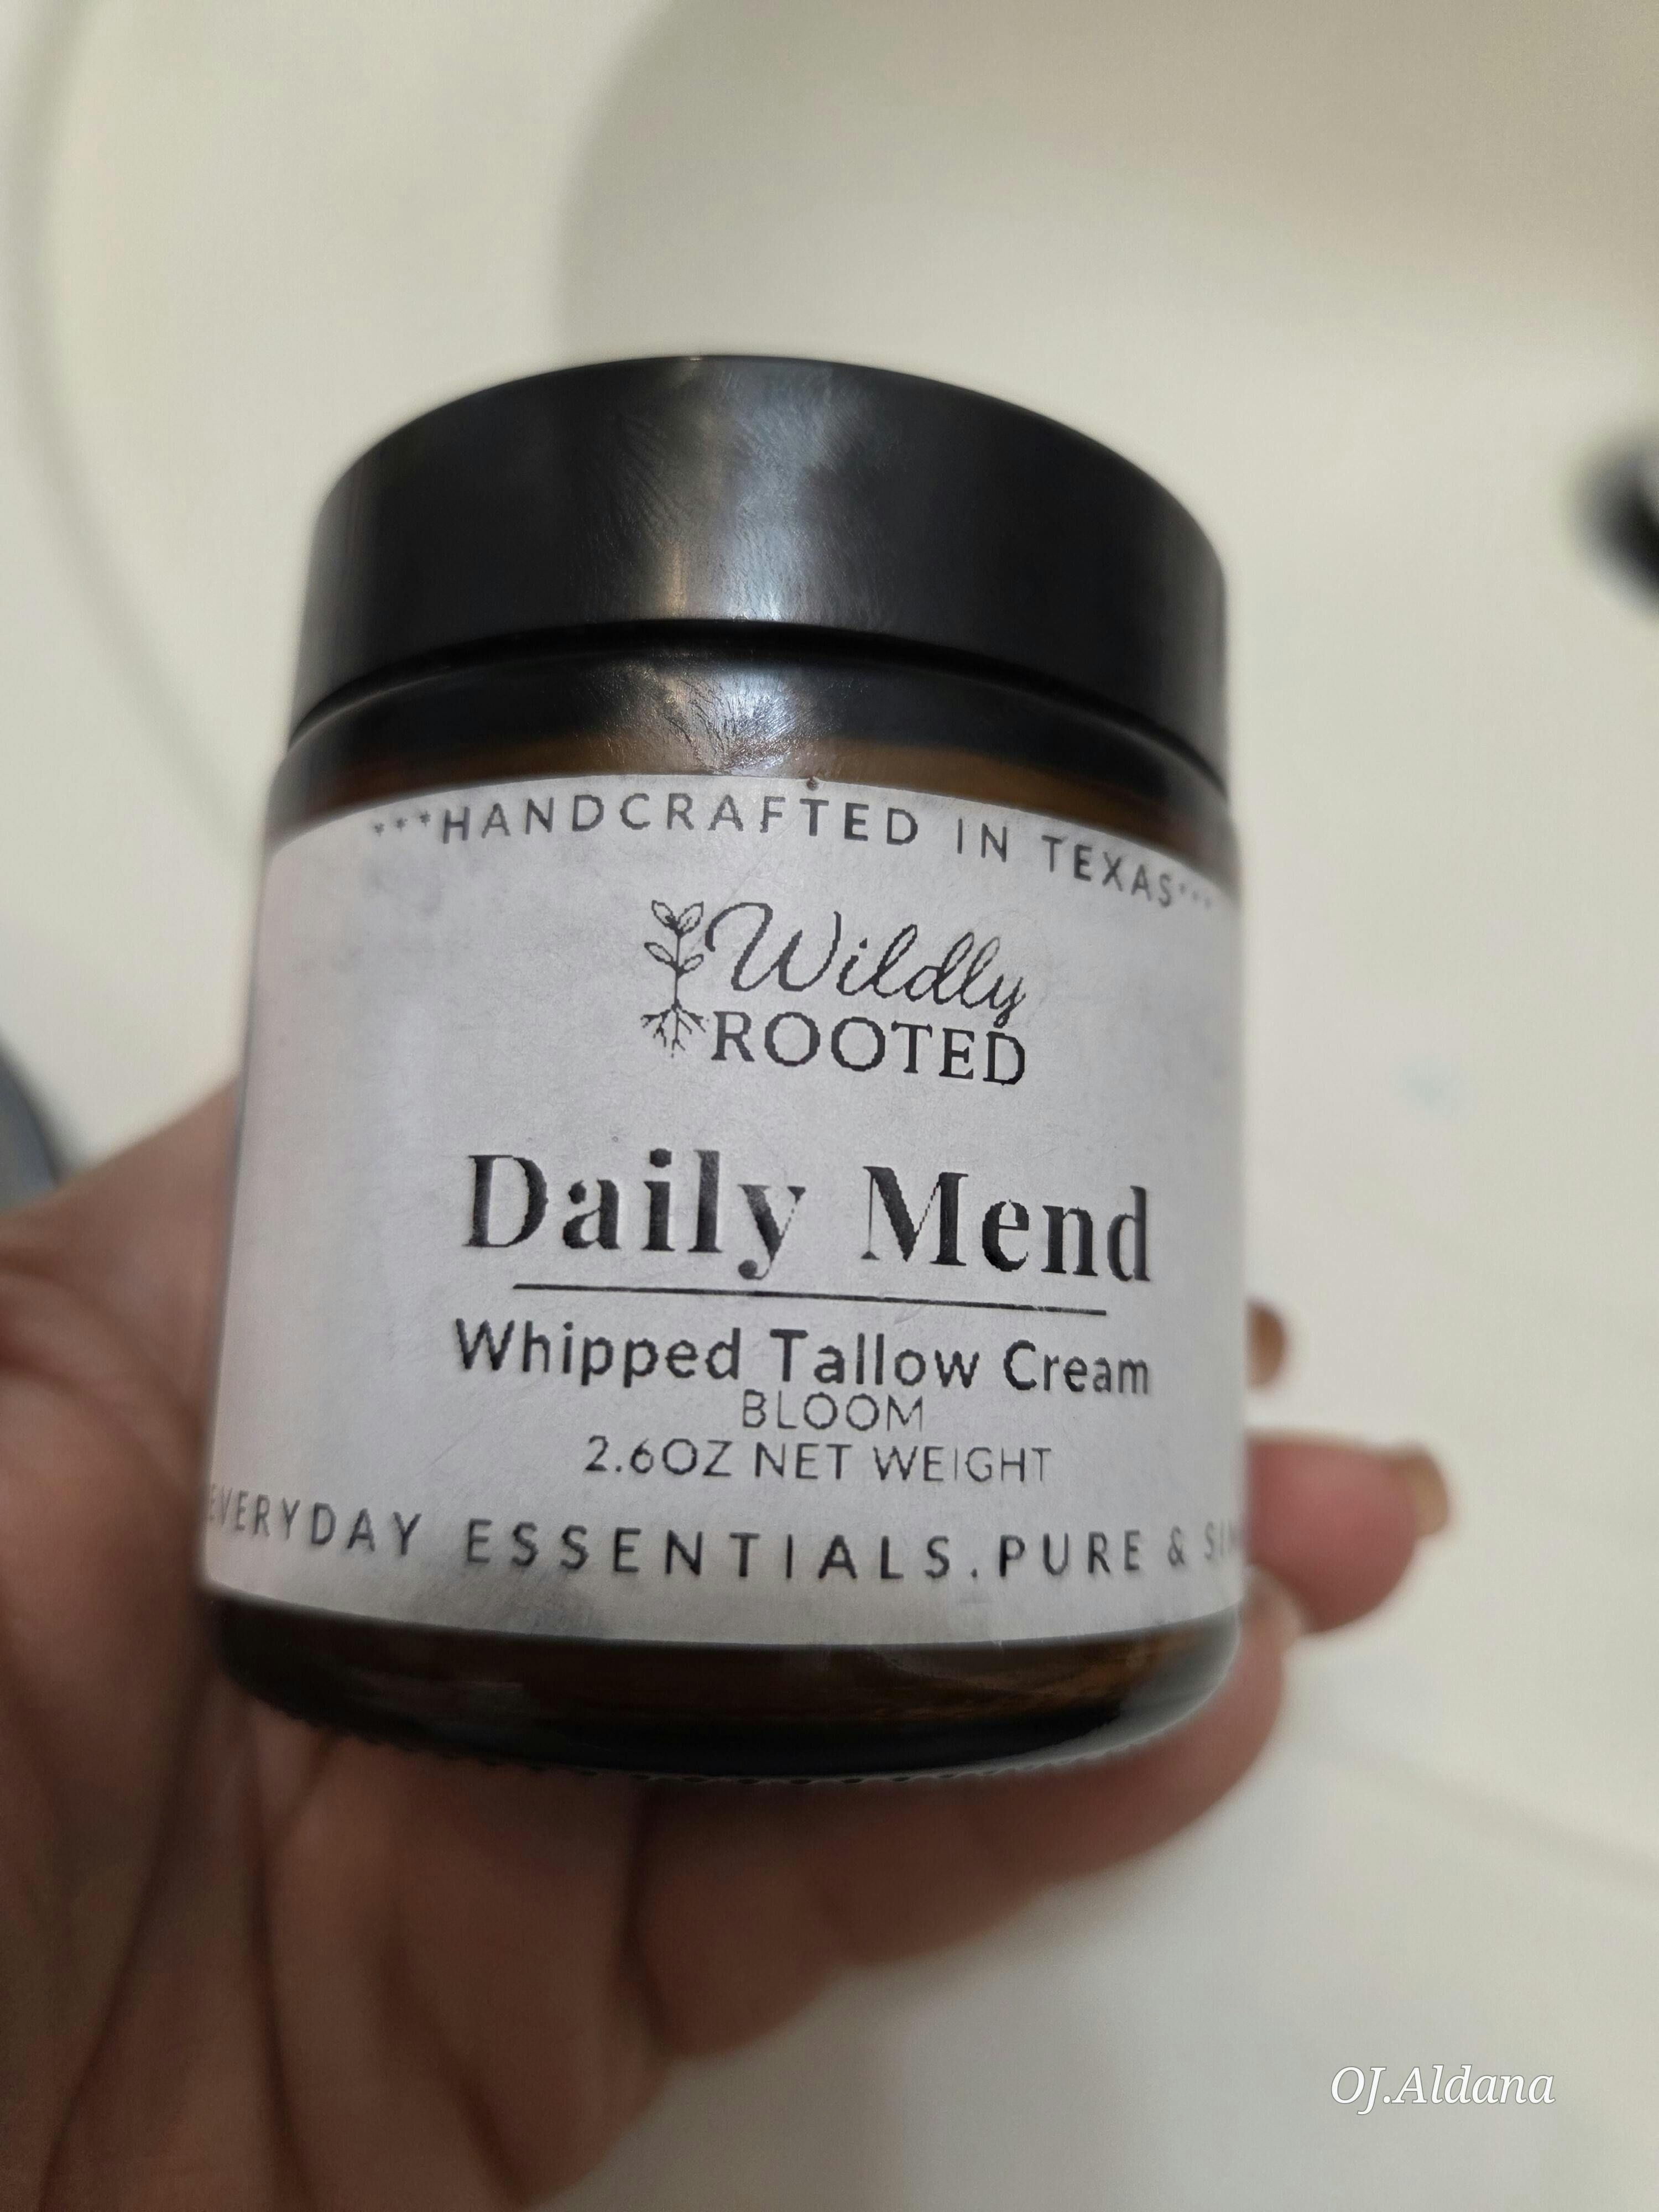 ***HANDCRAFTED IN TEXAS***
Wildly
ROOTED
Daily Mend
Whipped Tallow Cream
BLOOM
2.6OZ NET WEIGHT
EVERYDAY ESSENTIALS.PURE &
OJ.Aldana